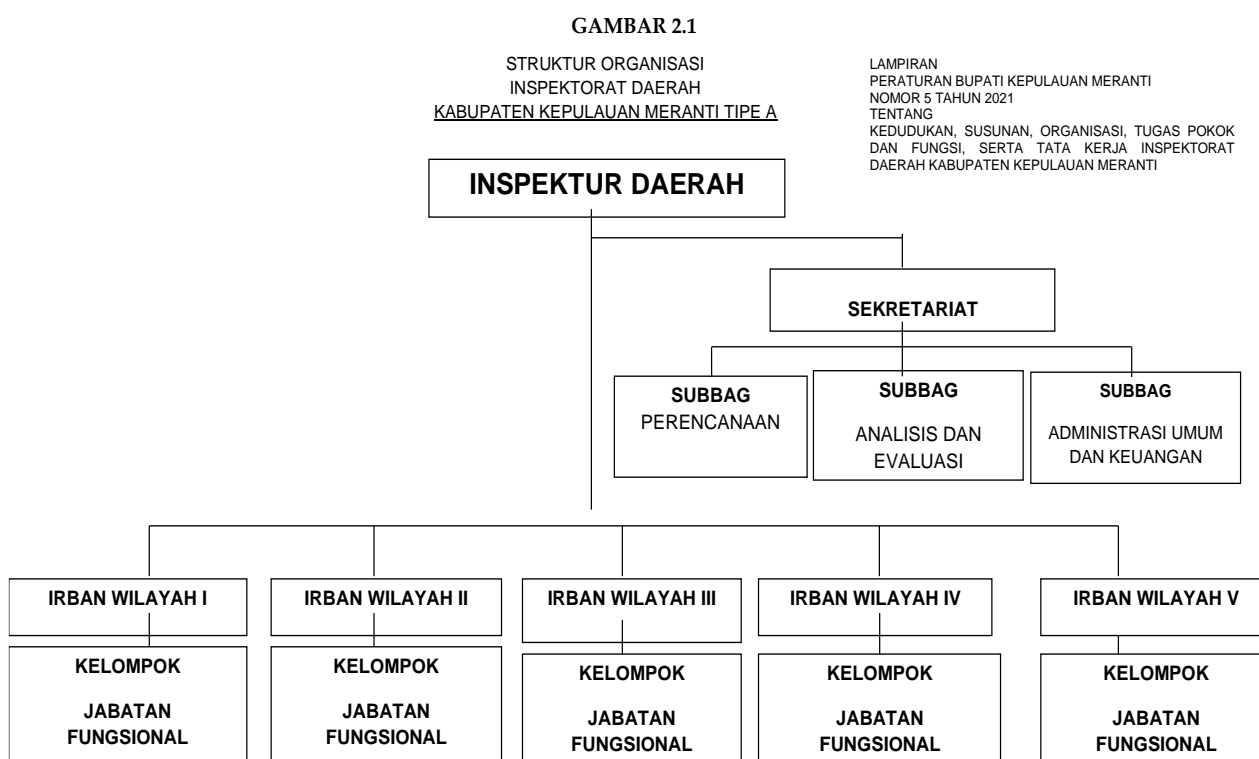 GAMBAR 2.1
STRUKTUR ORGANISASI
INSPEKTORAT DAERAH
KABUPATEN KEPULAUAN MERANTI TIPE A
LAMPIRAN
PERATURAN BUPATI KEPULAUAN MERANTI
NOMOR 5 TAHUN 2021
TENTANG
KEDUDUKAN, SUSUNAN, ORGANISASI, TUGAS POKOK
DAN FUNGSI, SERTA TATA KERJA INSPEKTORAT
DAERAH KABUPATEN KEPULAUAN MERANTI
INSPEKTUR DAERAH
SEKRETARIAT
SUBBAG
PERENCANAAN
SUBBAG
ANALISIS DAN
EVALUASI
SUBBAG
ADMINISTRASI UMUM
DAN KEUANGAN
IRBAN WILAYAH I
IRBAN WILAYAH II
IRBAN WILAYAH III
IRBAN WILAYAH IV
IRBAN WILAYAH V
KELOMPOK
JABATAN
FUNGSIONAL
KELOMPOK
JABATAN
FUNGSIONAL
KELOMPOK
JABATAN
FUNGSIONAL
KELOMPOK
JABATAN
FUNGSIONAL
KELOMPOK
JABATAN
FUNGSIONAL